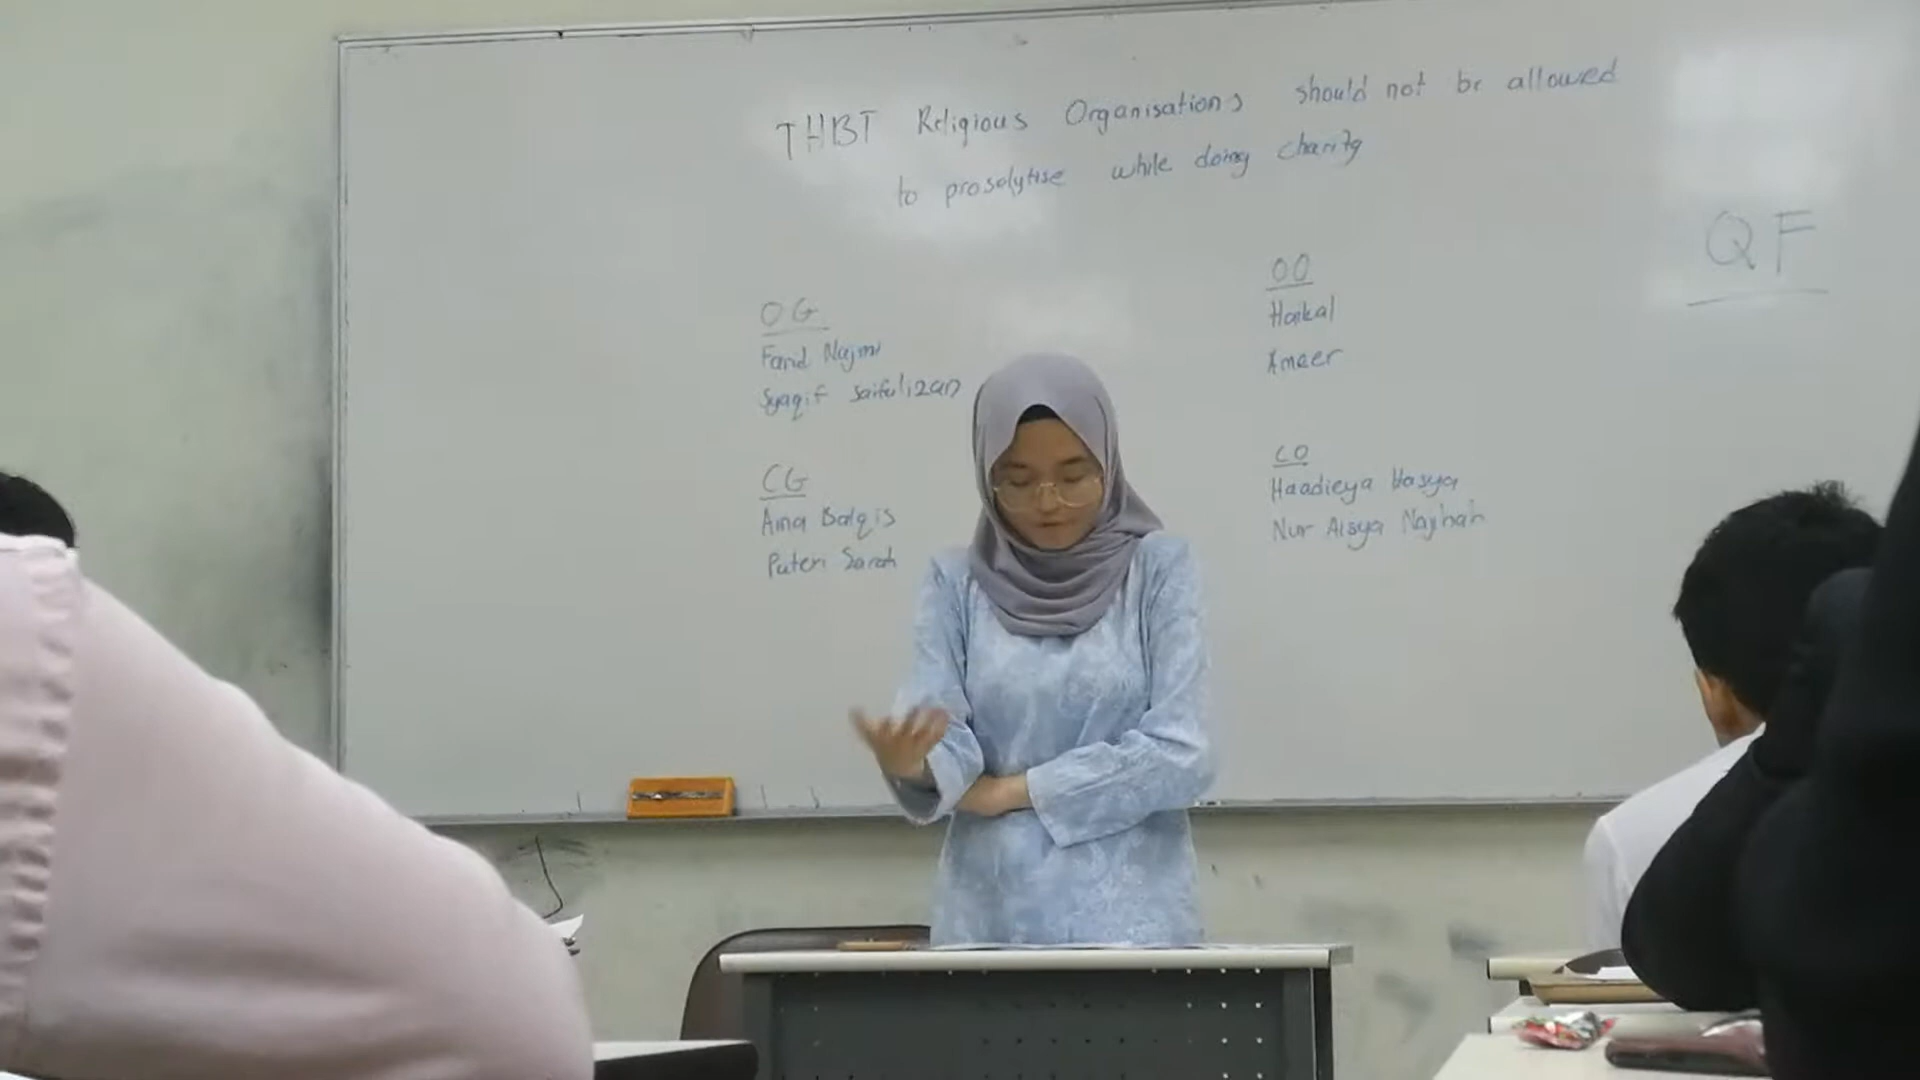 THBT Religious Organisations should not be allowed
to proselytise while doing charity
QF
OG
Farid Najmi
Syaqif Saifulizan
OO
Haikal
Ameer
CG
Aina Balqis
Puteri Sarah
CO
Haadieya Hasya
Nur Aisya Najihah